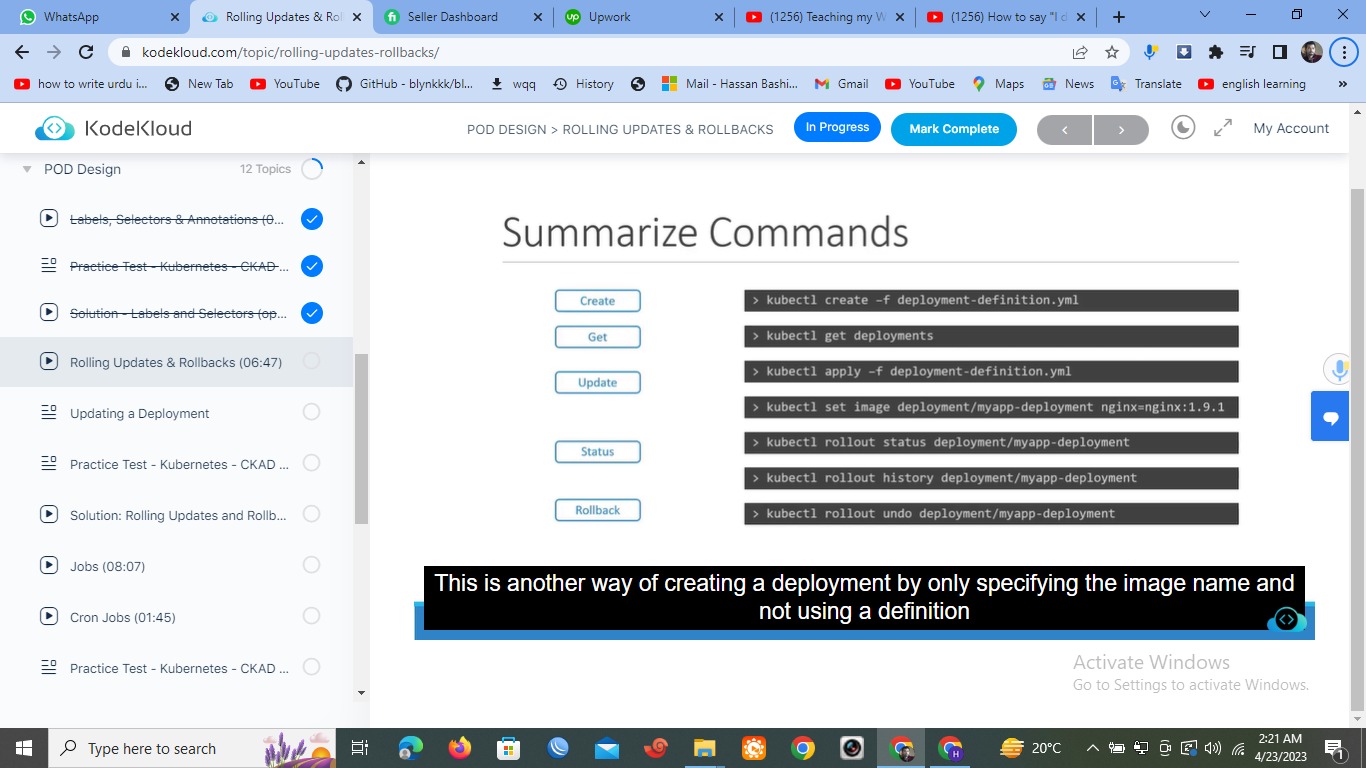 WhatsApp
Rolling Updates & Rol
Seller Dashboard
Upwork
(1256) Teaching my W
(1256) How to say "I d
kodekloud.com/topic/rolling-updates-rollbacks/
how to write urdu i...
New Tab
YouTube
GitHub - blynkkk/bl...
wqq
History
Mail - Hassan Bashi...
Gmail
YouTube
Maps
News
Translate
english learning
»
KodeKloud
POD DESIGN > ROLLING UPDATES & ROLLBACKS
In Progress
Mark Complete
My Account
POD Design
12 Topics
Labels, Selectors & Annotations (0...
Practice Test - Kubernetes - CKAD ...
Solution - Labels and Selectors (op...
Rolling Updates & Rollbacks (06:47)
Updating a Deployment
Practice Test - Kubernetes - CKAD ...
Solution: Rolling Updates and Rollb...
Jobs (08:07)
Cron Jobs (01:45)
Practice Test - Kubernetes - CKAD ...
Summarize Commands
Create
> kubectl create –f deployment-definition.yml
Get
> kubectl get deployments
Update
> kubectl apply –f deployment-definition.yml
> kubectl set image deployment/myapp-deployment nginx=nginx:1.9.1
Status
> kubectl rollout status deployment/myapp-deployment
> kubectl rollout history deployment/myapp-deployment
Rollback
> kubectl rollout undo deployment/myapp-deployment
This is another way of creating a deployment by only specifying the image name and
not using a definition
Activate Windows
Go to Settings to activate Windows.
Type here to search
20°C
2:21 AM
4/23/2023
1